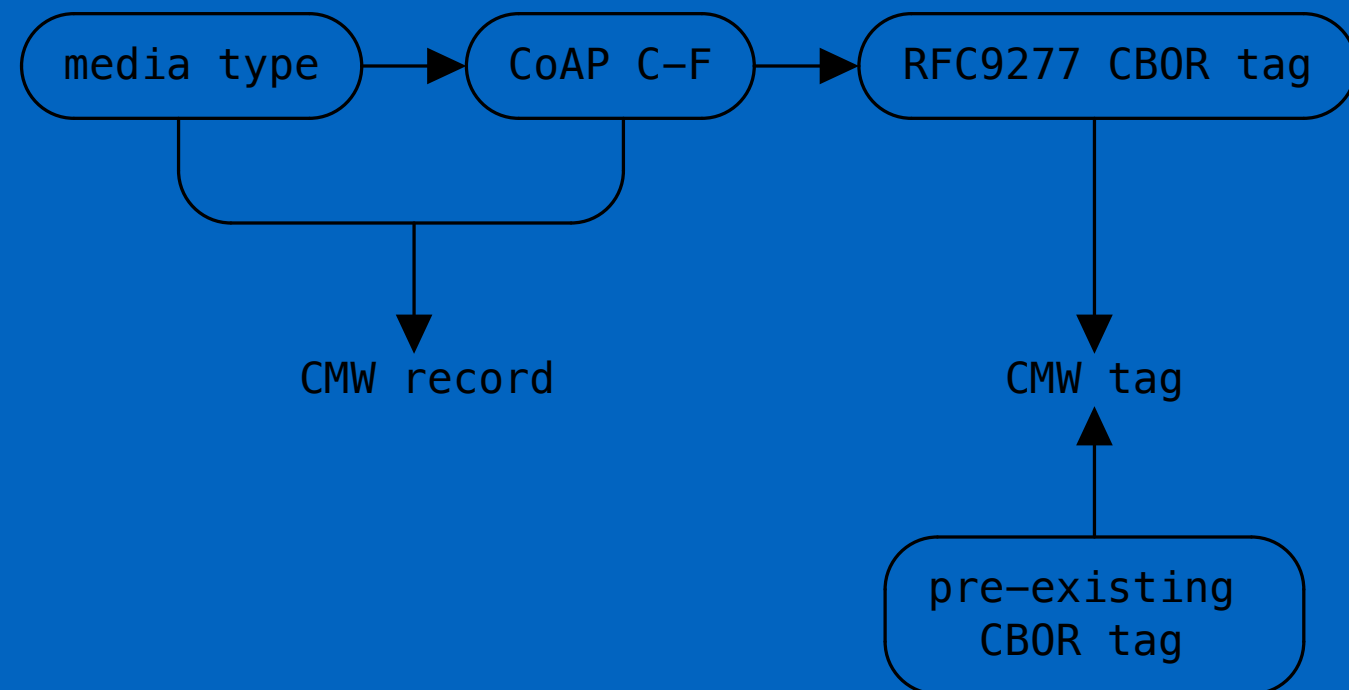 media type
CoAP C-F
RFC9277 CBOR tag
CMW record
CMW tag
pre-existing
CBOR tag